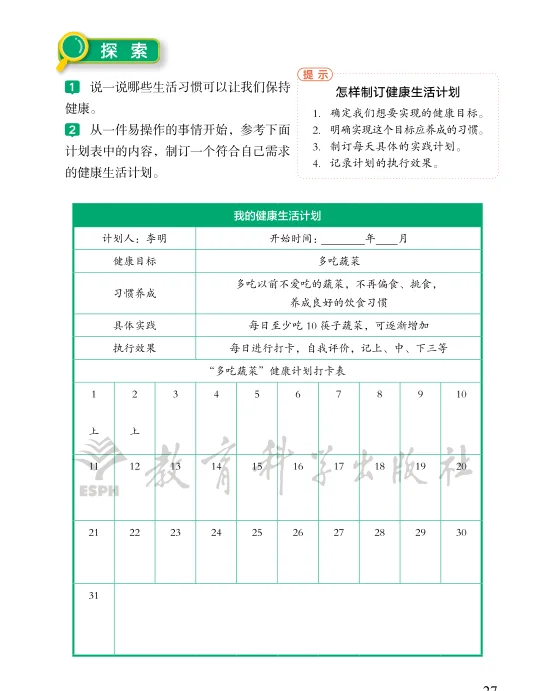 探 索
1 说一说哪些生活习惯可以让我们保持
健康。
2 从一件易操作的事情开始，参考下面
计划表中的内容，制订一个符合自己需求
的健康生活计划。
提 示
怎样制订健康生活计划
1. 确定我们想要实现的健康目标。
2. 明确实现这个目标应养成的习惯。
3. 制订每天具体的实践计划。
4. 记录计划的执行效果。
我的健康生活计划
计划人：李明 开始时间：________年____月
健康目标 多吃蔬菜
习惯养成 多吃以前不爱吃的蔬菜，不再偏食、挑食，
养成良好的饮食习惯
具体实践 每日至少吃 10 筷子蔬菜，可逐渐增加
执行效果 每日进行打卡，自我评价，记上、中、下三等
“多吃蔬菜”健康计划打卡表
1 2 3 4 5 6 7 8 9 10
上 上
11 12 13 14 15 16 17 18 19 20
ESPH 教育科学出版社
21 22 23 24 25 26 27 28 29 30
31
27